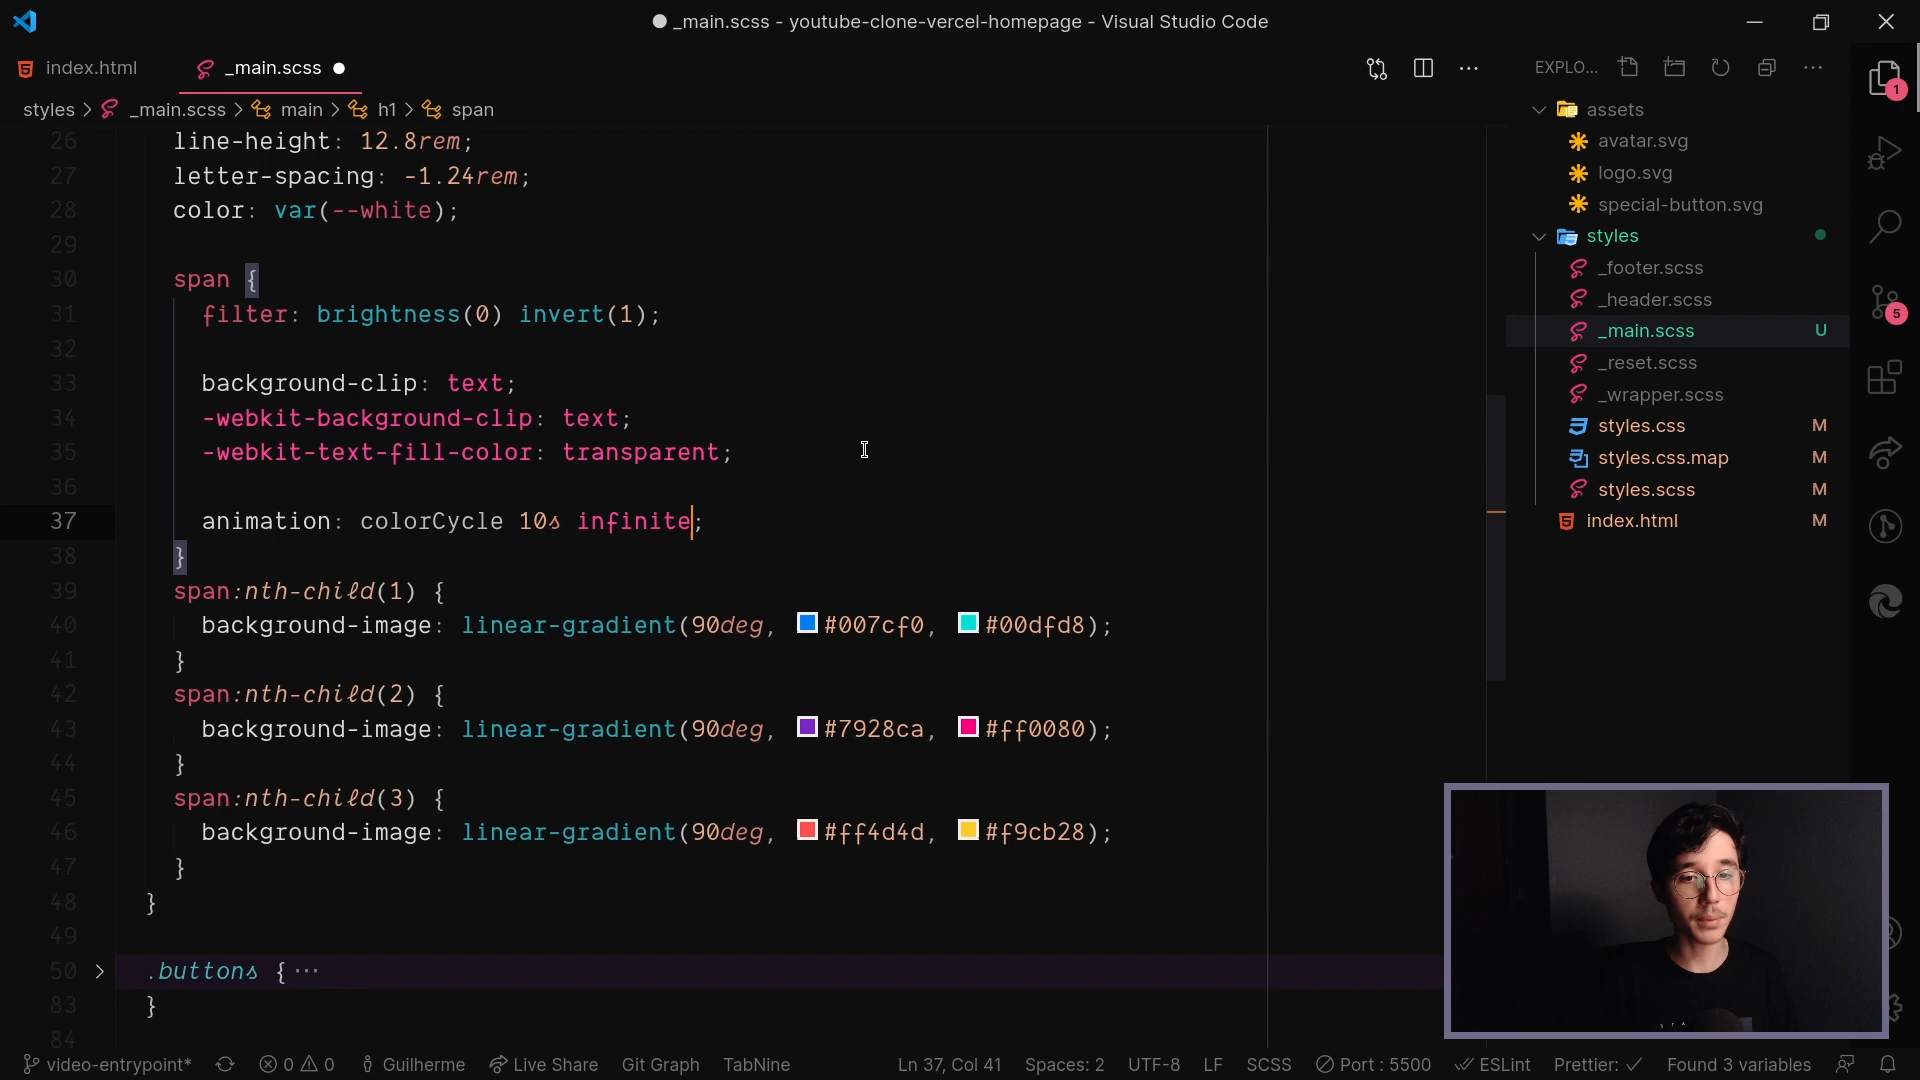 _main.scss - youtube-clone-vercel-homepage - Visual Studio Code
index.html
_main.scss
EXPLO...
styles > _main.scss > main > h1 > span
26 line-height: 12.8rem;
27 letter-spacing: -1.24rem;
28 color: var(--white);
29
30 span {
31 filter: brightness(0) invert(1);
32
33 background-clip: text;
34 -webkit-background-clip: text;
35 -webkit-text-fill-color: transparent;
36
37 animation: colorCycle 10s infinite;
38 }
39 span:nth-child(1) {
40 background-image: linear-gradient(90deg, #007cf0, #00dfd8);
41 }
42 span:nth-child(2) {
43 background-image: linear-gradient(90deg, #7928ca, #ff0080);
44 }
45 span:nth-child(3) {
46 background-image: linear-gradient(90deg, #ff4d4d, #f9cb28);
47 }
48 }
49
50 .buttons { ···
83 }
84
assets
avatar.svg
logo.svg
special-button.svg
styles
_footer.scss
_header.scss
_main.scss U
_reset.scss
_wrapper.scss
styles.css M
styles.css.map M
styles.scss M
index.html M
1
5
video-entrypoint* 0 0 Guilherme Live Share Git Graph TabNine Ln 37, Col 41 Spaces: 2 UTF-8 LF SCSS Port : 5500 ESLint Prettier: Found 3 variables